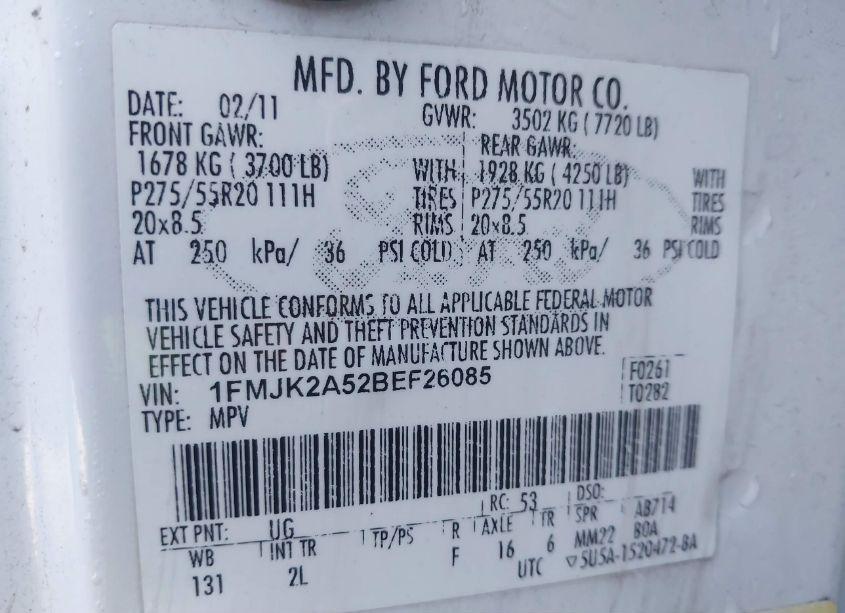 MFD. BY FORD MOTOR CO.
DATE: 02/11 GVWR: 3502 KG ( 7720 LB)
FRONT GAWR: REAR GAWR:
1678 KG ( 3700 LB) WITH 1928 KG ( 4250 LB) WITH
P275/55R20 111H TIRES P275/55R20 111H TIRES
20x8.5 RIMS 20x8.5 RIMS
AT 250 kPa/ 36 PSI COLD AT 250 kPa/ 36 PSI COLD
THIS VEHICLE CONFORMS TO ALL APPLICABLE FEDERAL MOTOR
VEHICLE SAFETY AND THEFT PREVENTION STANDARDS IN
EFFECT ON THE DATE OF MANUFACTURE SHOWN ABOVE.
VIN: 1FMJK2A52BEF26085 F0261
TYPE: MPV T0282
EXT PNT: UG RC: 53 DSO:
WB INT TR TP/PS R AXLE TR SPR AB714
131 2L F 16 6 MM22 BOA
UTC ▽5U5A-1520472-BA